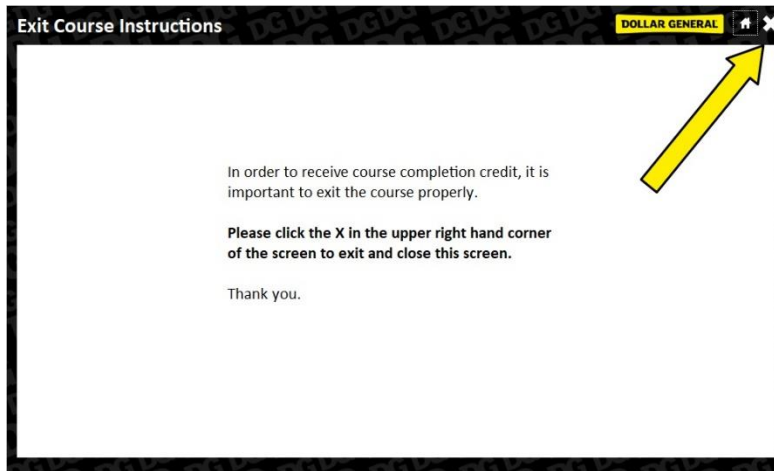 Exit Course Instructions
DOLLAR GENERAL
In order to receive course completion credit, it is
important to exit the course properly.
Please click the X in the upper right hand corner
of the screen to exit and close this screen.
Thank you.